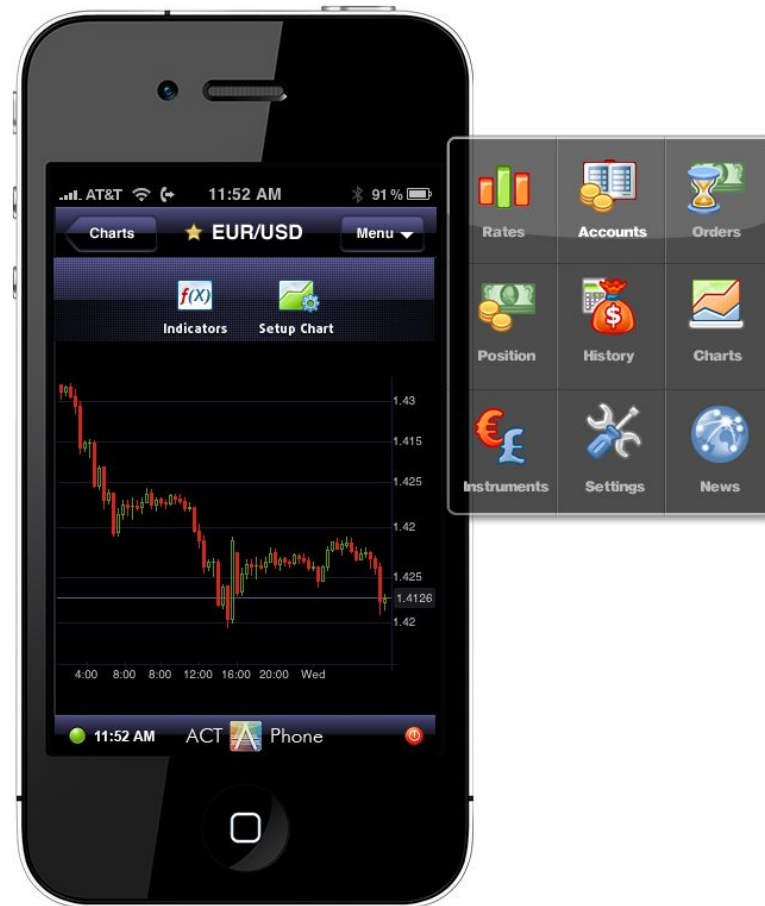 AT&T 11:52 AM 91 %
Charts EUR/USD Menu
f(X)
Indicators Setup Chart
1.43
1.415
1.425
1.42
1.425
1.4126
1.42
4:00 8:00 8:00 12:00 16:00 20:00 Wed
11:52 AM ACT Phone
Rates Accounts Orders
$
Position History Charts
€ £
Instruments Settings News